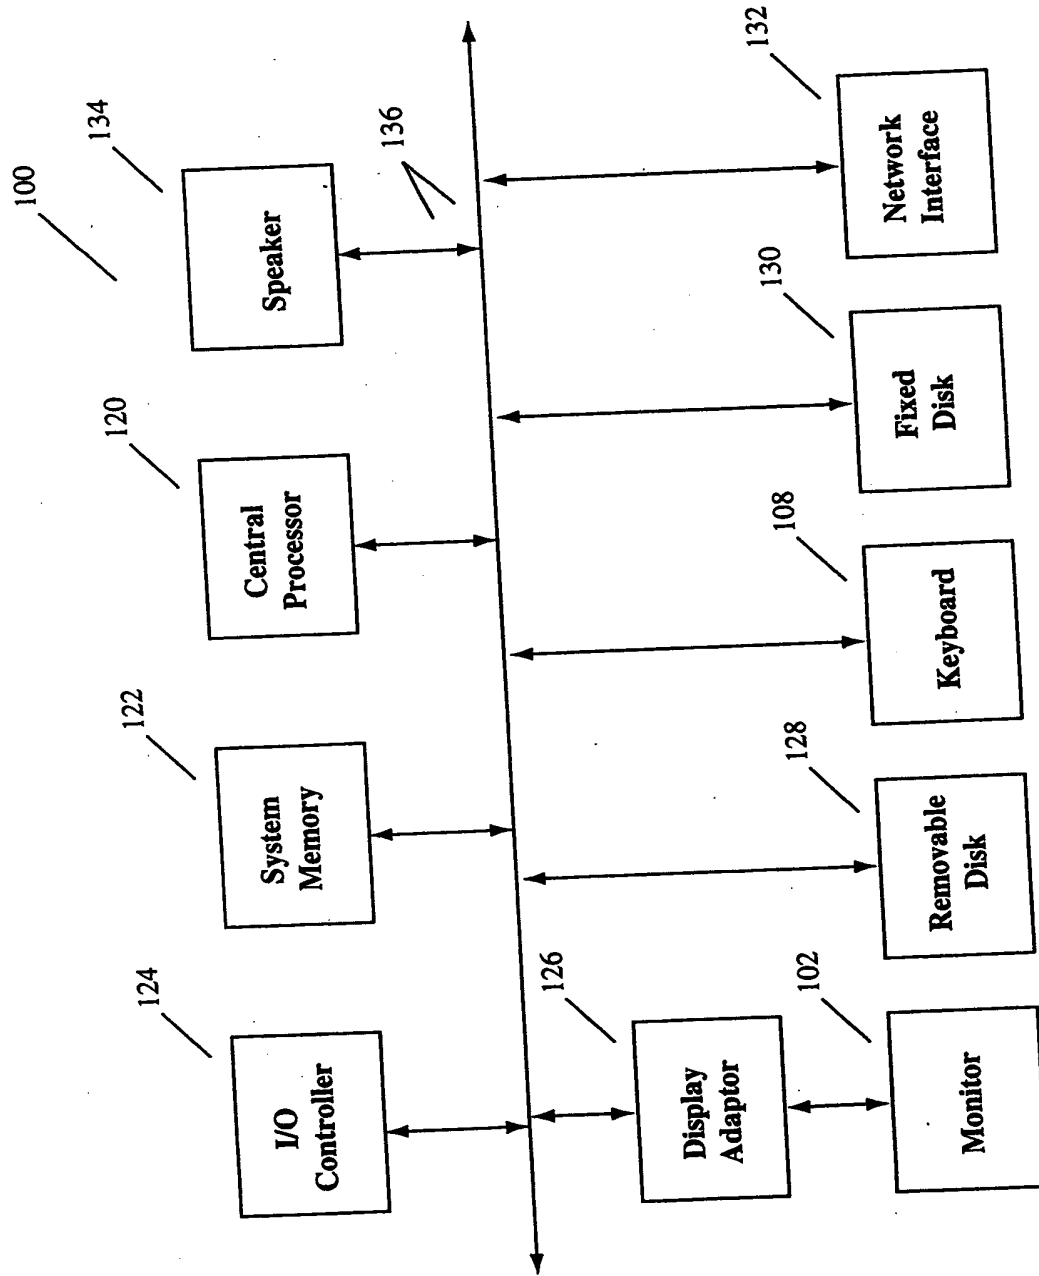 100
124
I/O
Controller
122
System
Memory
120
Central
Processor
134
Speaker
136
126
Display
Adaptor
102
Monitor
128
Removable
Disk
108
Keyboard
130
Fixed
Disk
132
Network
Interface